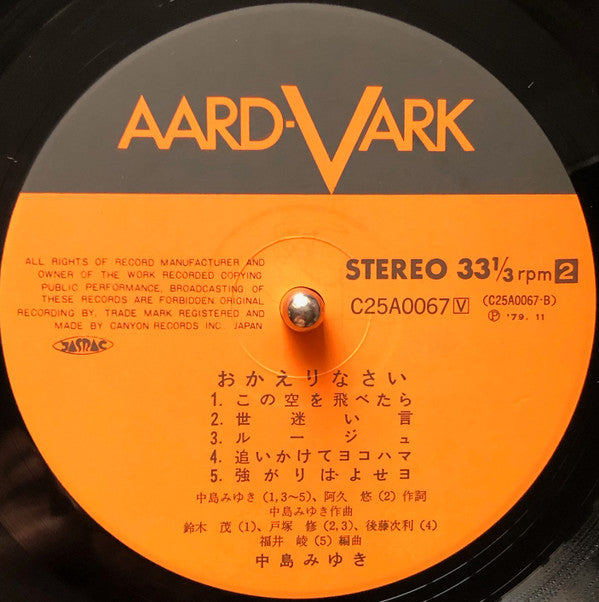 AARD-VARK
ALL RIGHTS OF RECORD MANUFACTURER AND
OWNER OF THE WORK RECORDED COPYING
PUBLIC PERFORMANCE, BROADCASTING OF
THESE RECORDS ARE FORBIDDEN ORIGINAL
RECORDING BY. TRADE MARK REGISTERED AND
MADE BY CANYON RECORDS INC. JAPAN
JASRAC
STEREO 33⅓rpm 2
C25A0067 V (C25A0067-B)
Ⓟ '79. 11
おかえりなさい
1. この空を飛べたら
2. 世迷い言
3. ルージュ
4. 追いかけてヨコハマ
5. 強がりはよせヨ
中島みゆき (1,3~5)、阿久 悠 (2) 作詞
中島みゆき作曲
鈴木 茂 (1)、戸塚 修 (2,3)、後藤次利 (4)
福井 崚 (5) 編曲
中島みゆき